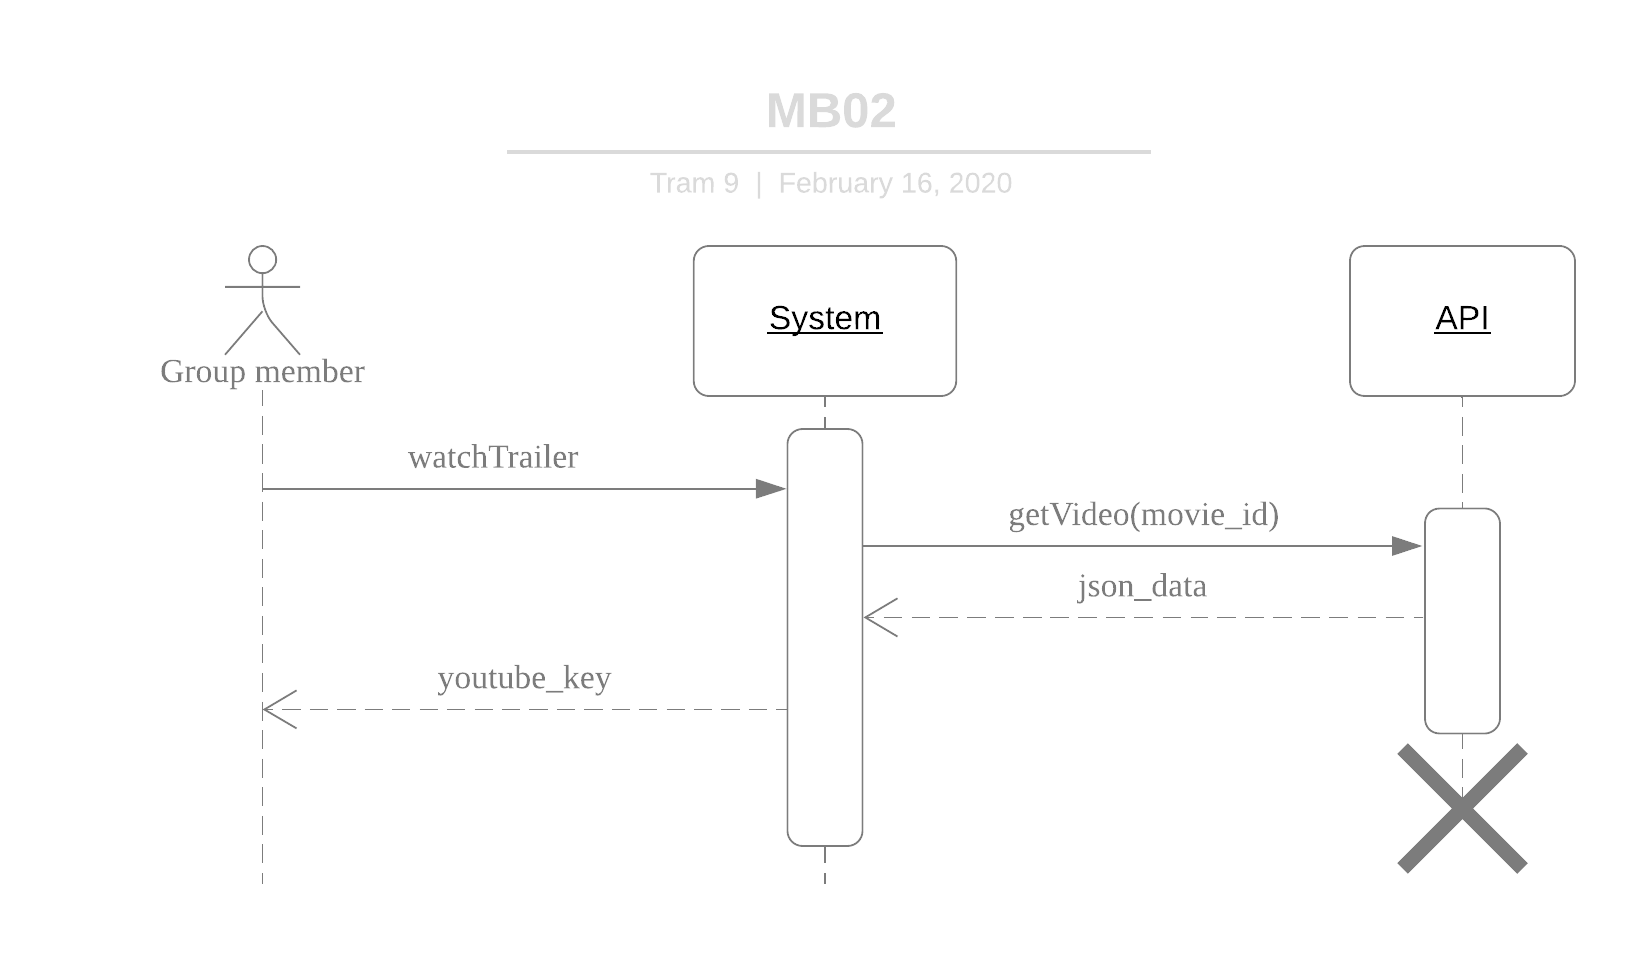 MB02
Tram 9 | February 16, 2020
Group member
System
API
watchTrailer
getVideo(movie_id)
json_data
youtube_key